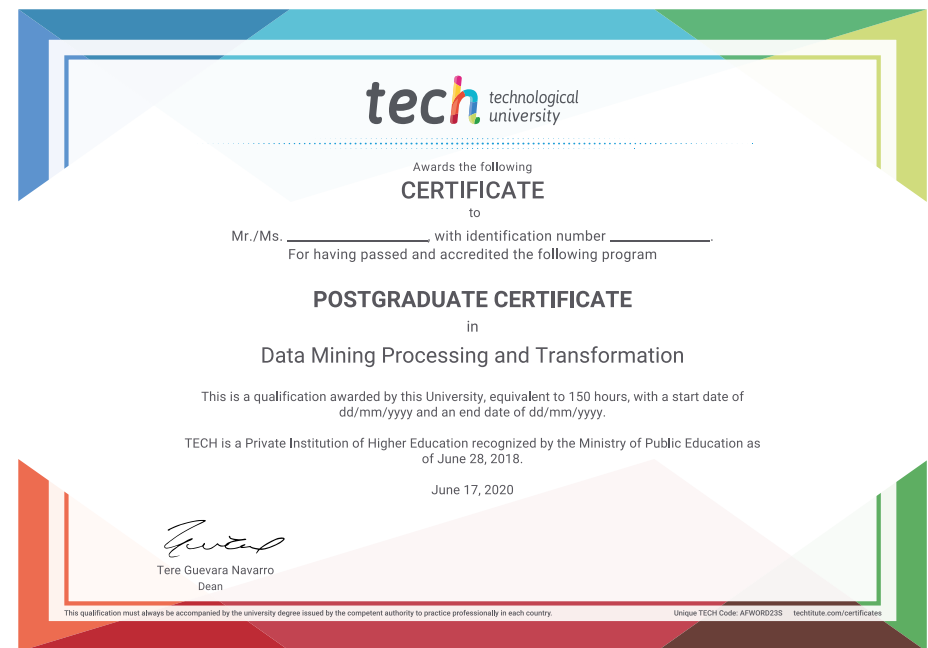 tech technological
university
Awards the following
CERTIFICATE
to
Mr./Ms. ____________________, with identification number ______________.
For having passed and accredited the following program
POSTGRADUATE CERTIFICATE
in
Data Mining Processing and Transformation
This is a qualification awarded by this University, equivalent to 150 hours, with a start date of
dd/mm/yyyy and an end date of dd/mm/yyyy.
TECH is a Private Institution of Higher Education recognized by the Ministry of Public Education as
of June 28, 2018.
June 17, 2020
Tere Guevara Navarro
Dean
This qualification must always be accompanied by the university degree issued by the competent authority to practice professionally in each country. Unique TECH Code: AFWORD23S techtitute.com/certificates